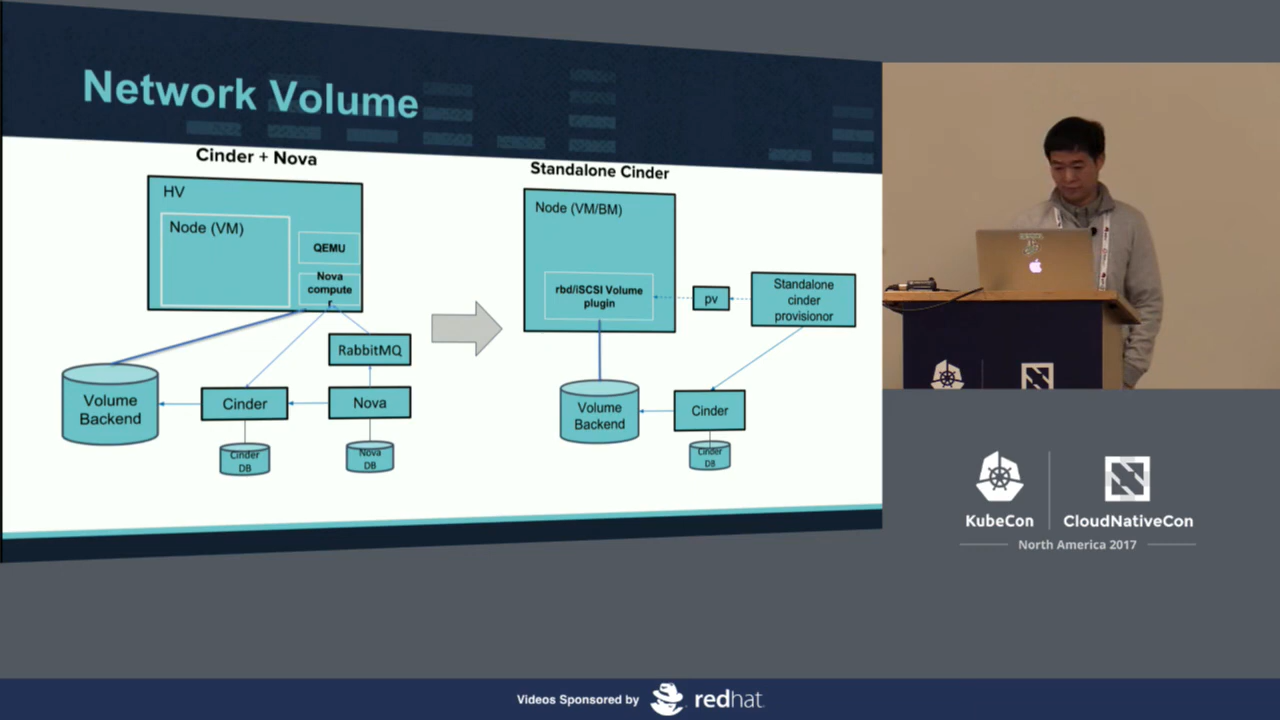 Network Volume
Cinder + Nova
HV
Node (VM)
QEMU
Nova
compute
r
RabbitMQ
Volume
Backend
Cinder
Nova
Cinder
DB
Nova
DB
Standalone Cinder
Node (VM/BM)
rbd/iSCSI Volume
plugin
pv
Standalone
cinder
provisionor
Volume
Backend
Cinder
Cinder
DB
KubeCon
CloudNativeCon
North America 2017
Videos Sponsored by
redhat